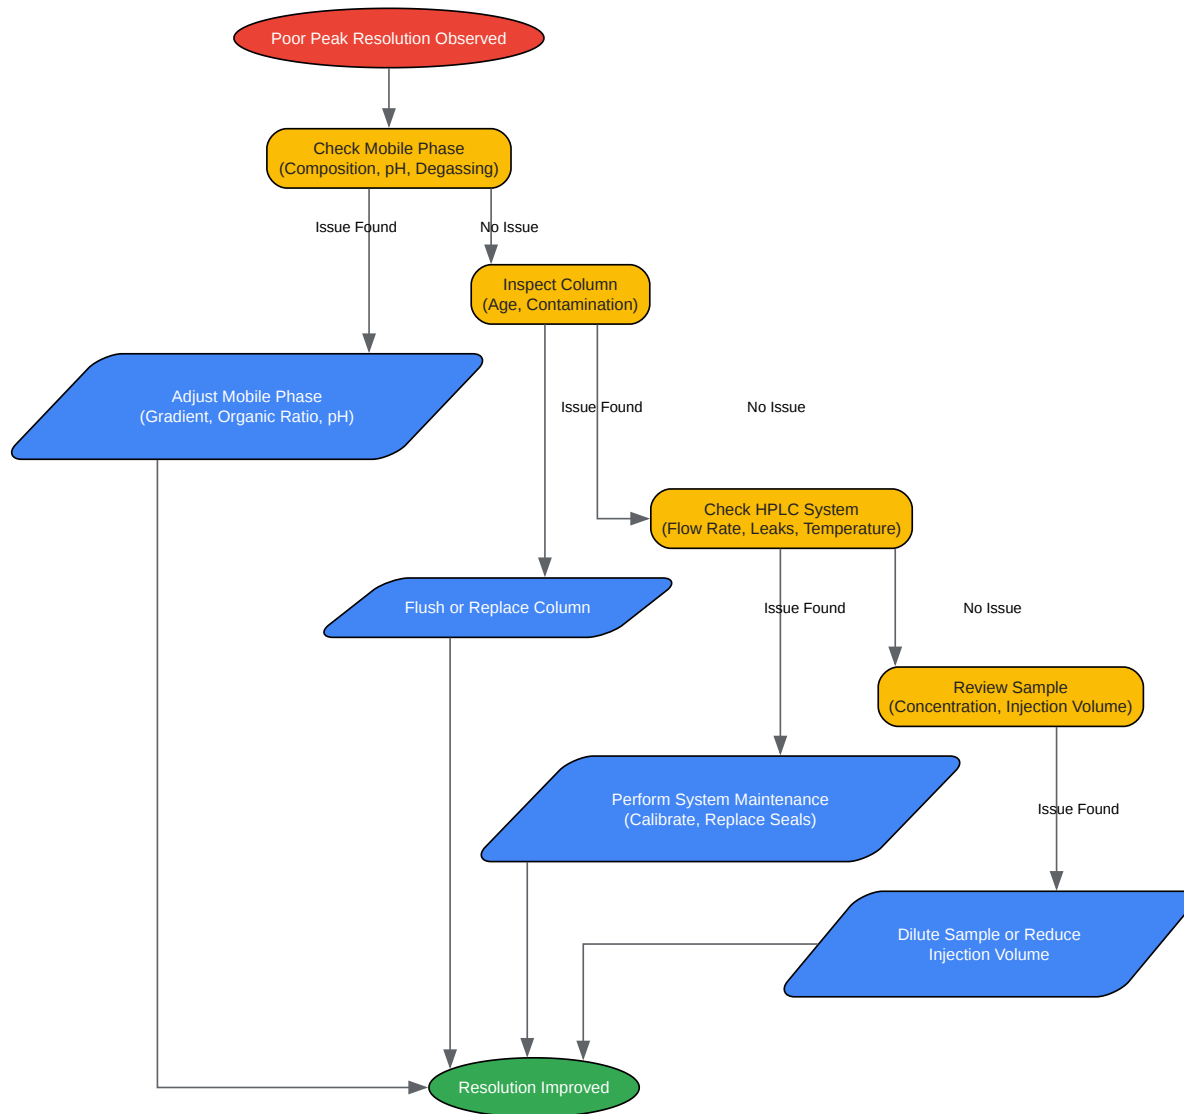 Poor Peak Resolution Observed
Check Mobile Phase
(Composition, pH, Degassing)
Issue Found
No Issue
Inspect Column
(Age, Contamination)
Adjust Mobile Phase
(Gradient, Organic Ratio, pH)
Issue Found
No Issue
Check HPLC System
(Flow Rate, Leaks, Temperature)
Flush or Replace Column
Issue Found
No Issue
Review Sample
(Concentration, Injection Volume)
Perform System Maintenance
(Calibrate, Replace Seals)
Issue Found
Dilute Sample or Reduce
Injection Volume
Resolution Improved